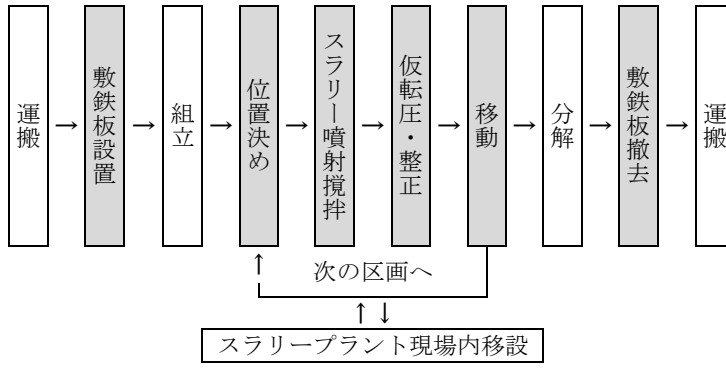 運搬
→
敷鉄板設置
→
組立
→
位置決め
→
スラリー噴射撹拌
→
仮転圧・整正
→
移動
→
分解
→
敷鉄板撤去
→
運搬
↑
次の区画へ
↑↓
スラリープラント現場内移設